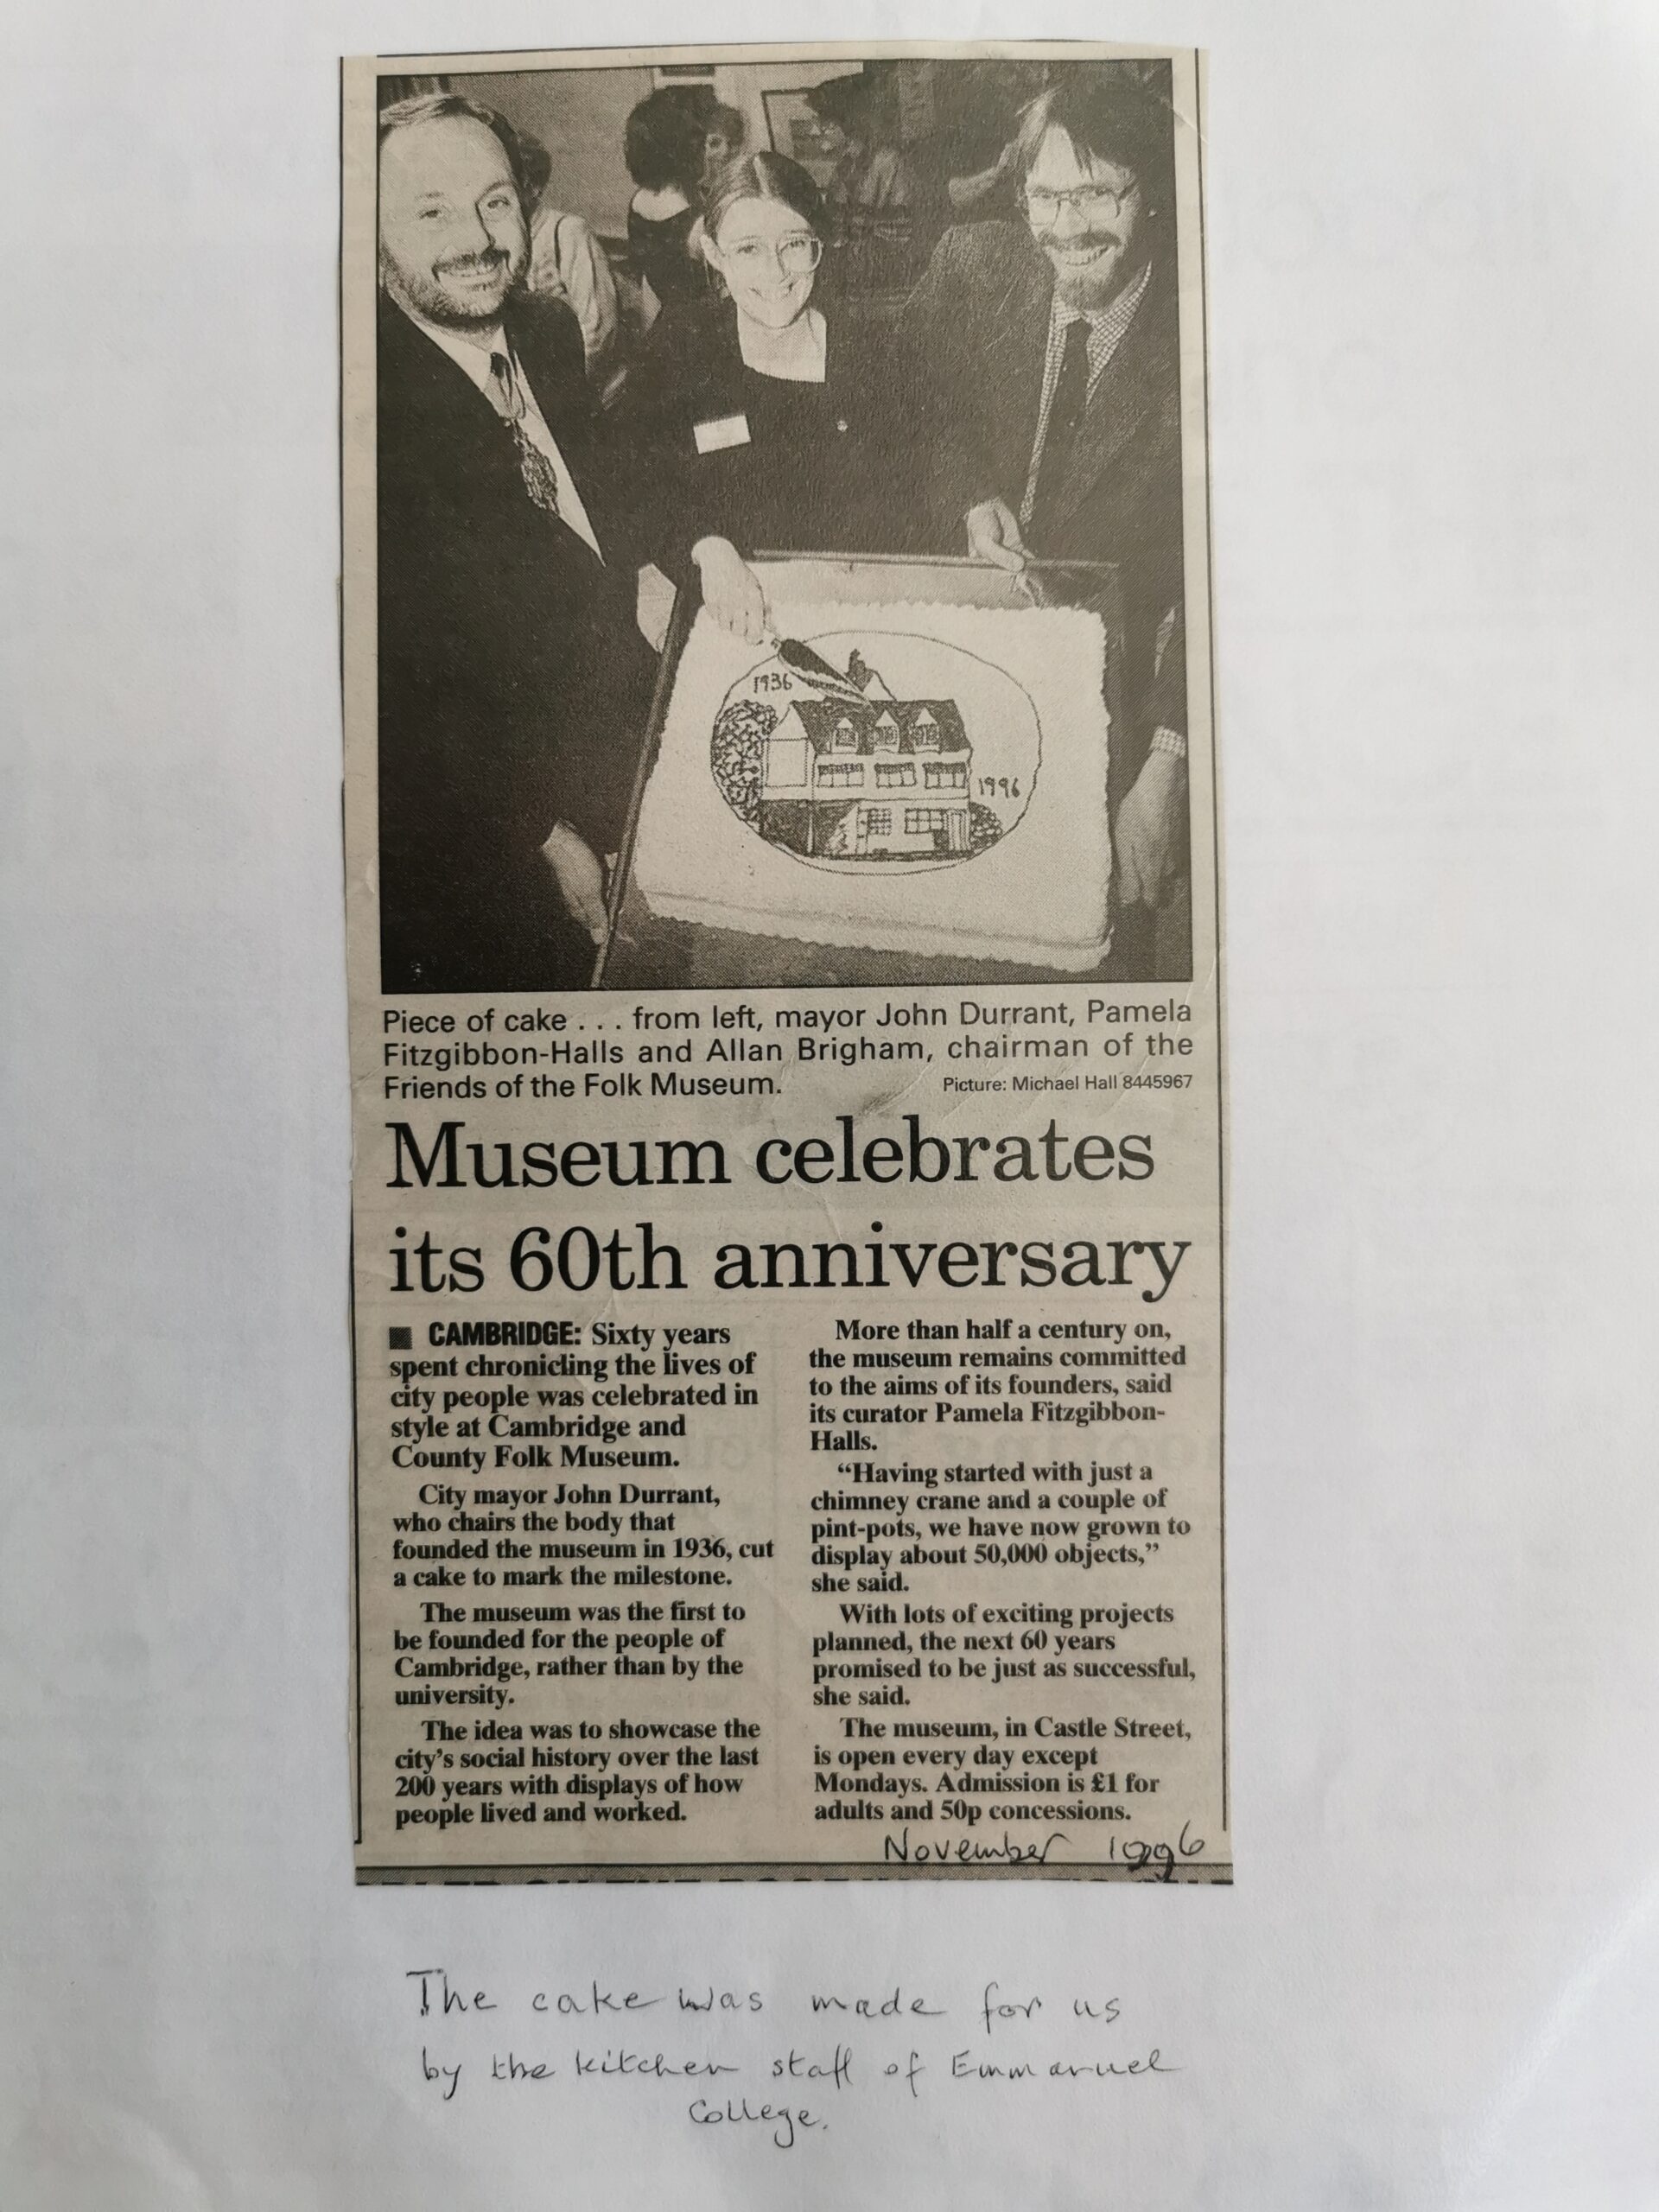 1936
1996
Piece of cake . . . from left, mayor John Durrant, Pamela
Fitzgibbon-Halls and Allan Brigham, chairman of the
Friends of the Folk Museum.
Picture: Michael Hall 8445967
Museum celebrates
its 60th anniversary
■ CAMBRIDGE: Sixty years
spent chronicling the lives of
city people was celebrated in
style at Cambridge and
County Folk Museum.
City mayor John Durrant,
who chairs the body that
founded the museum in 1936, cut
a cake to mark the milestone.
The museum was the first to
be founded for the people of
Cambridge, rather than by the
university.
The idea was to showcase the
city's social history over the last
200 years with displays of how
people lived and worked.
More than half a century on,
the museum remains committed
to the aims of its founders, said
its curator Pamela Fitzgibbon-
Halls.
“Having started with just a
chimney crane and a couple of
pint-pots, we have now grown to
display about 50,000 objects,”
she said.
With lots of exciting projects
planned, the next 60 years
promised to be just as successful,
she said.
The museum, in Castle Street,
is open every day except
Mondays. Admission is £1 for
adults and 50p concessions.
November 1996
The cake was made for us
by the kitchen staff of Emmanuel
College.